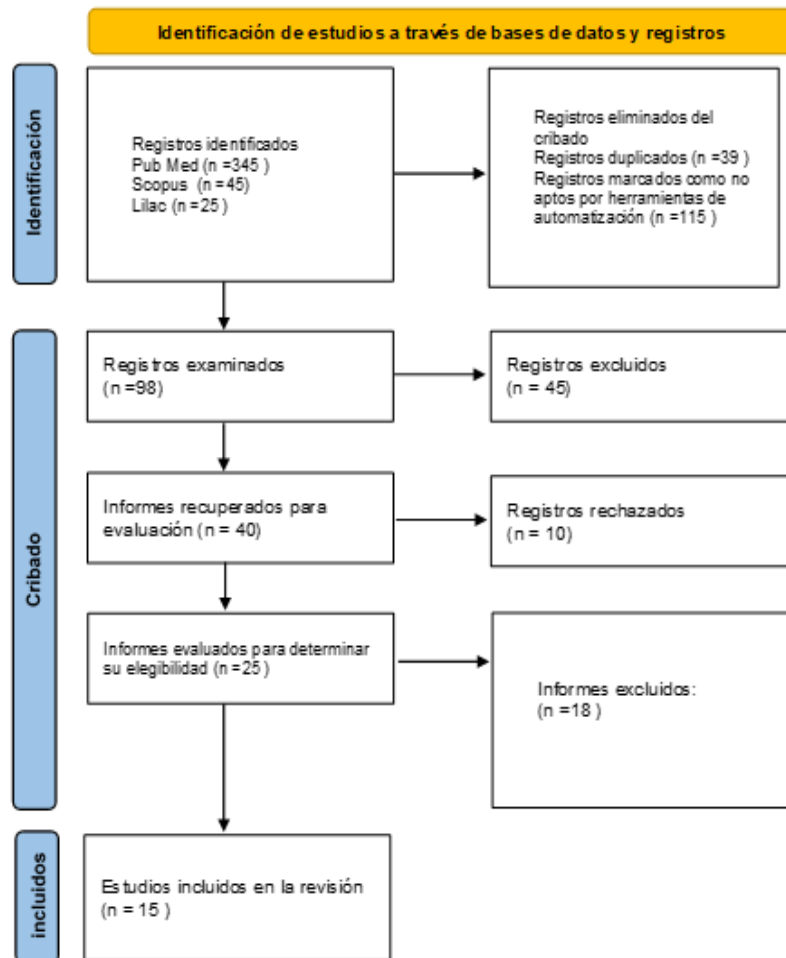 Identificación de estudios a través de bases de datos y registros
Identificación
Registros identificados
Pub Med (n =345 )
Scopus (n =45)
Lilac (n =25 )
Registros eliminados del
cribado
Registros duplicados (n =39 )
Registros marcados como no
aptos por herramientas de
automatización (n =115 )
Cribado
Registros examinados
(n =98)
Registros excluidos
(n = 45)
Informes recuperados para
evaluación (n = 40)
Registros rechazados
(n = 10)
Informes evaluados para determinar
su elegibilidad (n =25 )
Informes excluidos:
(n =18 )
incluidos
Estudios incluidos en la revisión
(n = 15 )